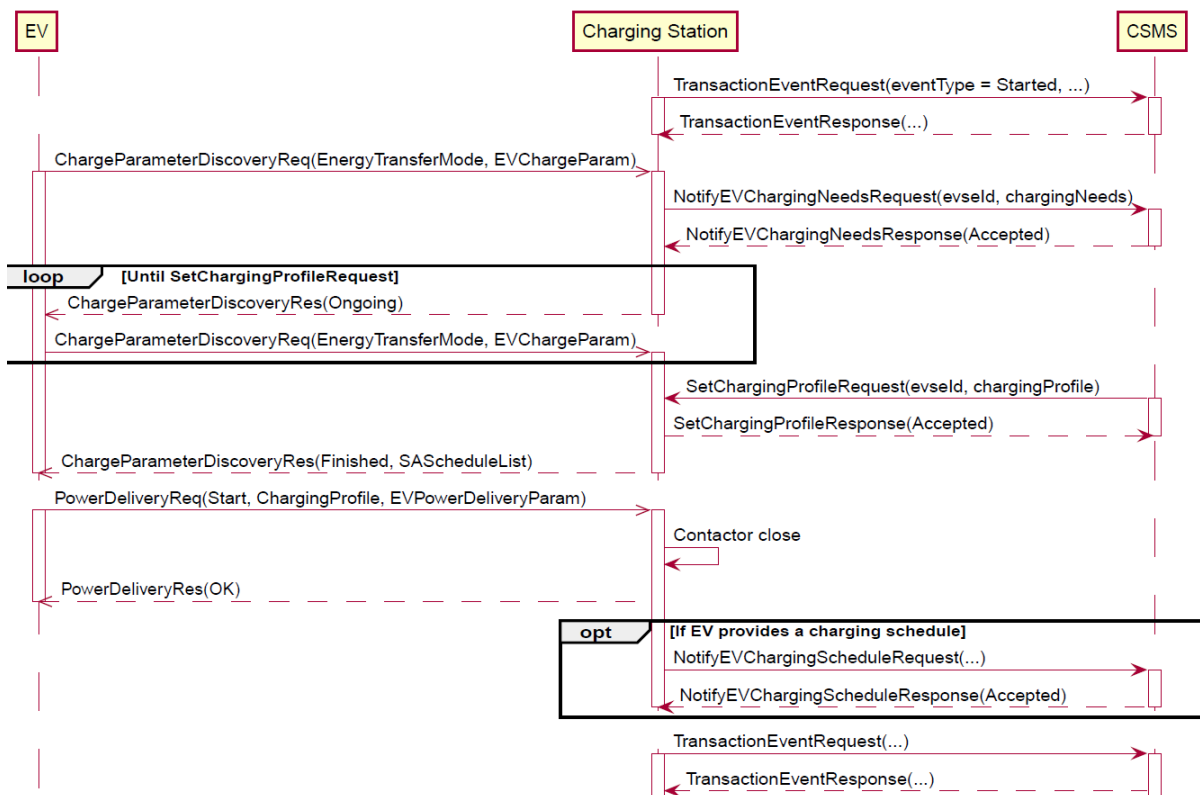 EV
Charging Station
CSMS
TransactionEventRequest(eventType = Started, ...)
TransactionEventResponse(...)
ChargeParameterDiscoveryReq(EnergyTransferMode, EVChargeParam)
NotifyEVChargingNeedsRequest(evseId, chargingNeeds)
NotifyEVChargingNeedsResponse(Accepted)
loop [Until SetChargingProfileRequest]
ChargeParameterDiscoveryRes(Ongoing)
ChargeParameterDiscoveryReq(EnergyTransferMode, EVChargeParam)
SetChargingProfileRequest(evseId, chargingProfile)
SetChargingProfileResponse(Accepted)
ChargeParameterDiscoveryRes(Finished, SAScheduleList)
PowerDeliveryReq(Start, ChargingProfile, EVPowerDeliveryParam)
Contactor close
PowerDeliveryRes(OK)
opt [If EV provides a charging schedule]
NotifyEVChargingScheduleRequest(...)
NotifyEVChargingScheduleResponse(Accepted)
TransactionEventRequest(...)
TransactionEventResponse(...)